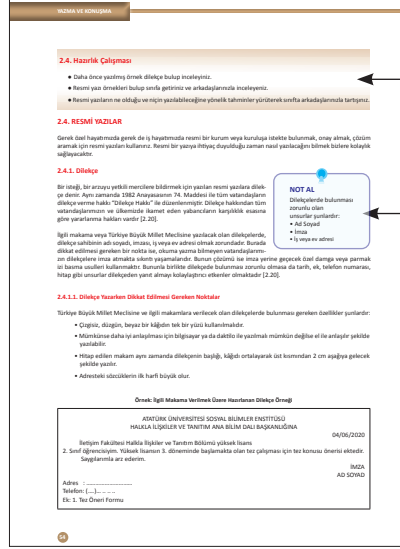 YAZMA VE KONUŞMA
2.4. Hazırlık Çalışması
● Daha önce yazılmış örnek dilekçe bulup inceleyiniz.
● Resmi yazı örnekleri bulup sınıfa getiriniz ve arkadaşlarınızla inceleyeniz.
● Resmi yazıların ne olduğu ve niçin yazılabileceğine yönelik tahminler yürüterek sınıfta arkadaşlarınızla tartışınız.
2.4. RESMİ YAZILAR
Gerek özel hayatımızda gerek de iş hayatımızda resmi bir kurum veya kuruluşa istekte bulunmak, onay almak, çözüm
aramak için resmi yazıları kullanırız. Resmi bir yazıya ihtiyaç duyulduğu zaman nasıl yazılacağını bilmek bizlere kolaylık
sağlayacaktır.
2.4.1. Dilekçe
Bir isteği, bir arzuyu yetkili mercilere bildirmek için yazılan resmi yazılara dilek-
çe denir. Aynı zamanda 1982 Anayasasının 74. Maddesi ile tüm vatandaşların
dilekçe verme hakkı "Dilekçe Hakkı" ile düzenlenmiştir. Dilekçe hakkından tüm
vatandaşlarımızın ve ülkemizde ikamet eden yabancıların karşılıklık esasına
göre yararlanma hakları vardır [2.20].
İlgili makama veya Türkiye Büyük Millet Meclisine yazılacak olan dilekçelerde,
dilekçe sahibinin adı soyadı, imzası, iş veya ev adresi olmak zorundadır. Burada
dikkat edilmesi gereken bir nokta ise, okuma yazma bilmeyen vatandaşlarımı-
zın dilekçelere imza atmakta sıkıntı yaşamalarıdır. Bunun çözümü ise imza yerine geçecek özel damga veya parmak
izi basma usulleri kullanmaktır. Bununla birlikte dilekçede bulunması zorunlu olmasa da tarih, ek, telefon numarası,
hitap gibi unsurlar dilekçeden yanıt almayı kolaylaştırıcı etkenler olmaktadır [2.20].
NOT AL
Dilekçelerde bulunması
zorunlu olan
unsurlar şunlardır:
• Ad Soyad
• İmza
• İş veya ev adresi
2.4.1.1. Dilekçe Yazarken Dikkat Edilmesi Gereken Noktalar
Türkiye Büyük Millet Meclisine ve ilgili makamlara verilecek olan dilekçelerde bulunması gereken özellikler şunlardır:
• Çizgisiz, düzgün, beyaz bir kâğıdın tek bir yüzü kullanılmalıdır.
• Mümkünse daha iyi anlaşılması için bilgisayar ya da daktilo ile yazılmalı mümkün değilse el ile anlaşılır şekilde
yazılabilir.
• Hitap edilen makam aynı zamanda dilekçenin başlığı, kâğıdı ortalayarak üst kısmından 2 cm aşağıya gelecek
şekilde yazılır.
• Adresteki sözcüklerin ilk harfi büyük olur.
Örnek: İlgili Makama Verilmek Üzere Hazırlanan Dilekçe Örneği
ATATÜRK ÜNİVERSİTESİ SOSYAL BİLİMLER ENSTİTÜSÜ
HALKLA İLİŞKİLER VE TANITIM ANA BİLİM DALI BAŞKANLIĞINA
04/06/2020
İletişim Fakültesi Halkla İlişkiler ve Tanıtım Bölümü yüksek lisans
2. Sınıf öğrencisiyim. Yüksek lisansın 3. döneminde başlamakta olan tez çalışması için tez konusu önerisi ektedir.
Saygılarımla arz ederim.
İMZA
AD SOYAD
Adres : ........................
Telefon: (....)... .. .. ..
Ek: 1. Tez Öneri Formu
54